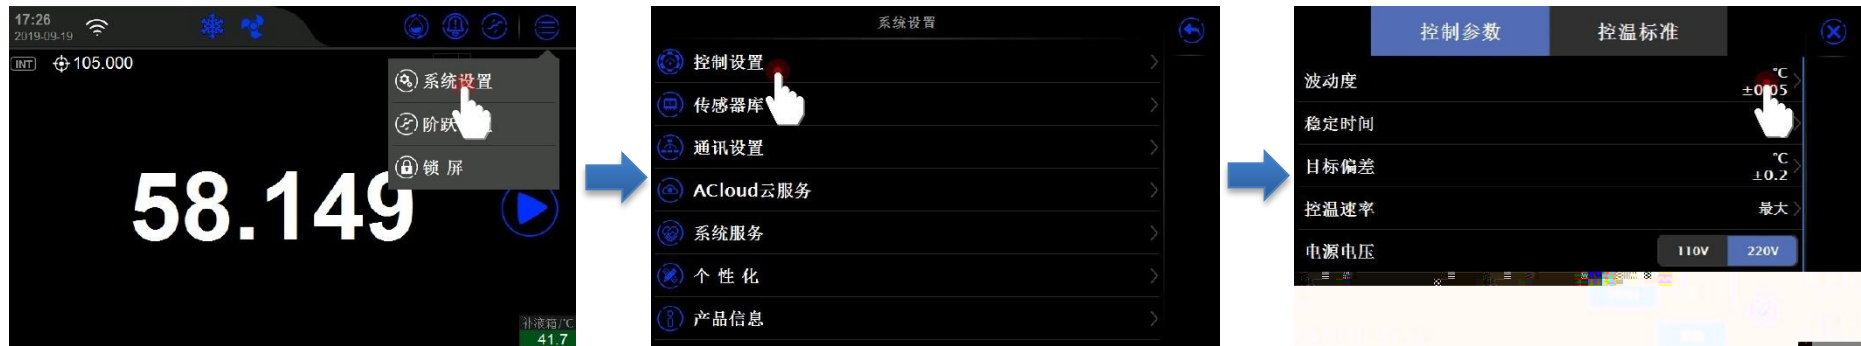 17:26
2019-09-19
INT
105.000
系统设置
阶跃
锁 屏
58.149
补液箱/°C
41.7
系统设置
控制设置
传感器库
通讯设置
ACloud云服务
系统服务
个 性 化
产品信息
控制参数
控温标准
波动度
°C
±0.05
稳定时间
目标偏差
°C
±0.2
控温速率
最大
电源电压
110V
220V